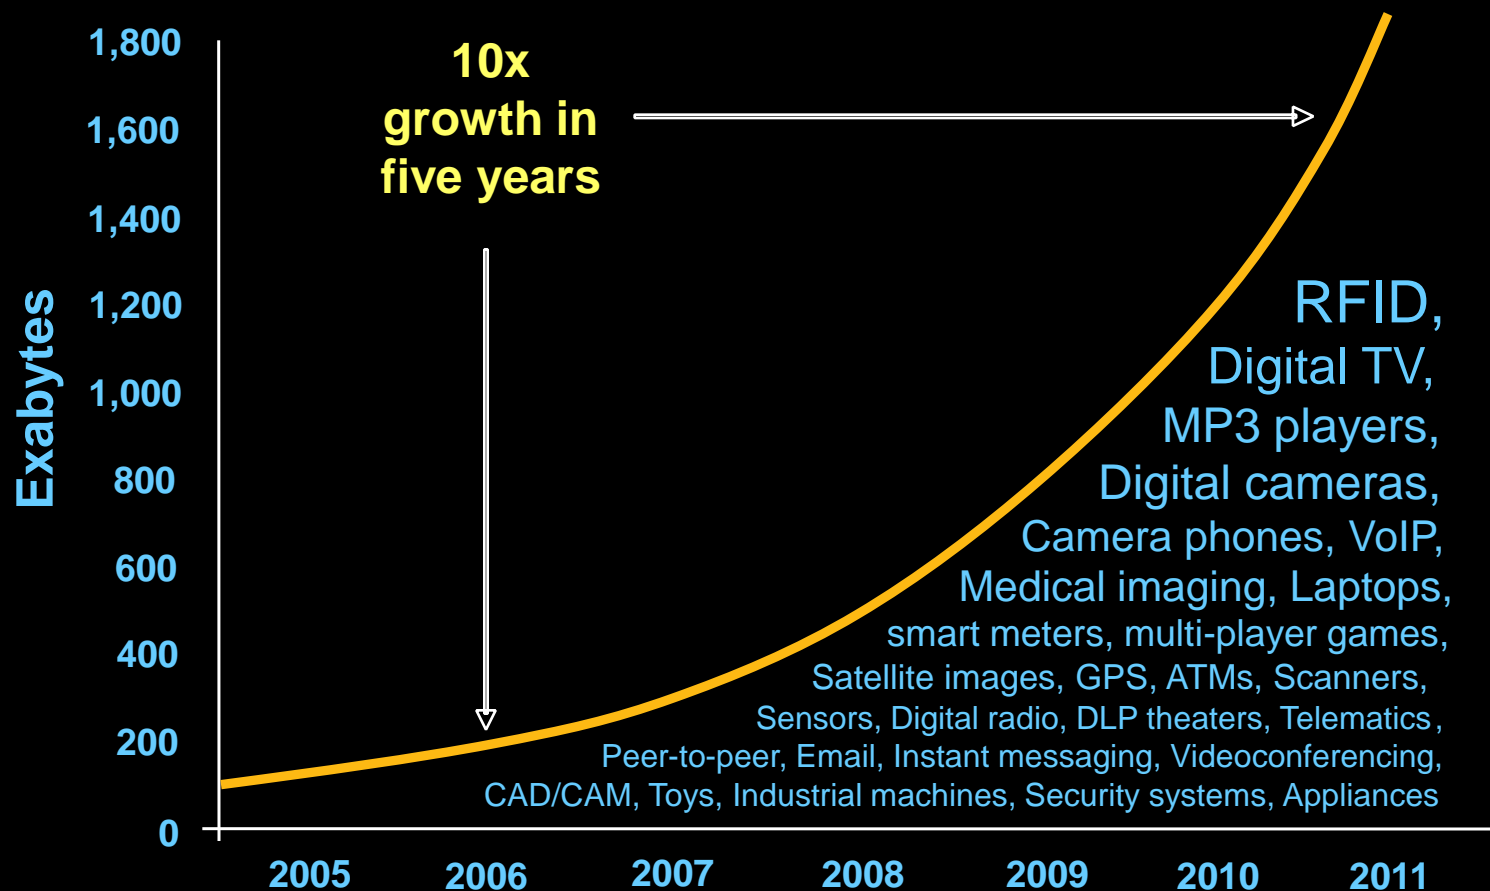 1,800
1,600
1,400
1,200
1,000
800
600
400
200
0
Exabytes
10x
growth in
five years
RFID,
Digital TV,
MP3 players,
Digital cameras,
Camera phones, VoIP,
Medical imaging, Laptops,
smart meters, multi-player games,
Satellite images, GPS, ATMs, Scanners,
Sensors, Digital radio, DLP theaters, Telematics,
Peer-to-peer, Email, Instant messaging, Videoconferencing,
CAD/CAM, Toys, Industrial machines, Security systems, Appliances
2005 2006 2007 2008 2009 2010 2011